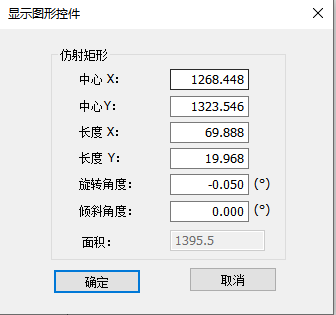 显示图形控件
仿射矩形
中心 X： 1268.448
中心Y： 1323.546
长度 X： 69.888
长度 Y： 19.968
旋转角度： -0.050 (°)
倾斜角度： 0.000 (°)
面积： 1395.5
确定 取消